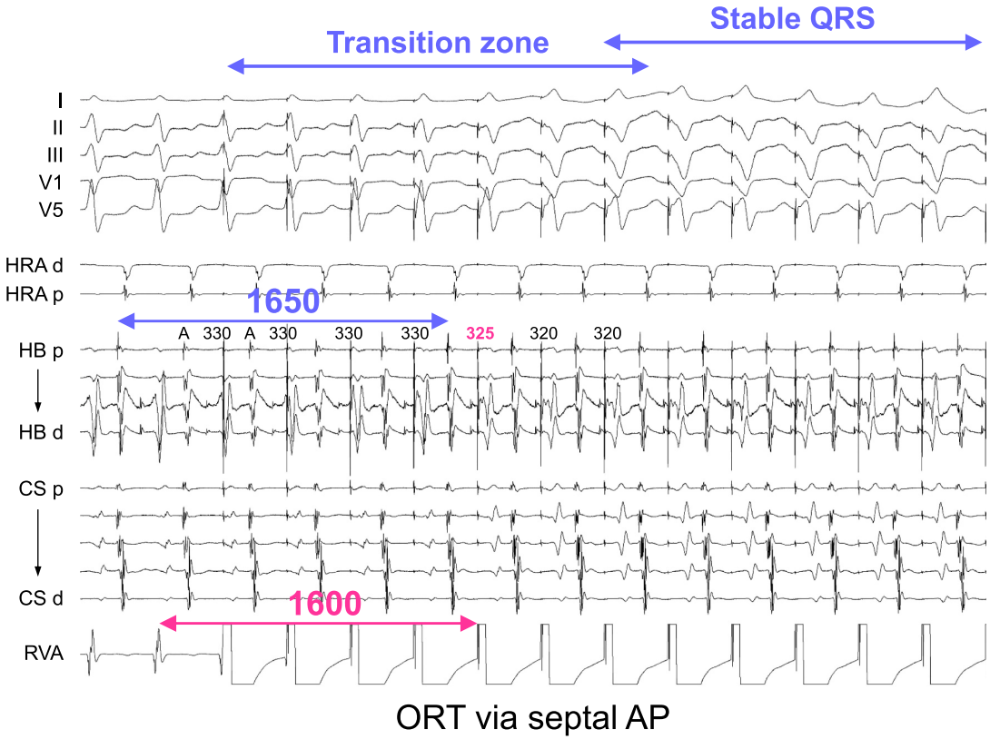 Stable QRS
Transition zone
I
II
III
V1
V5
HRA d
HRA p
1650
A 330 A 330 330 330 325 320 320
HB p
HB d
CS p
CS d
1600
RVA
ORT via septal AP